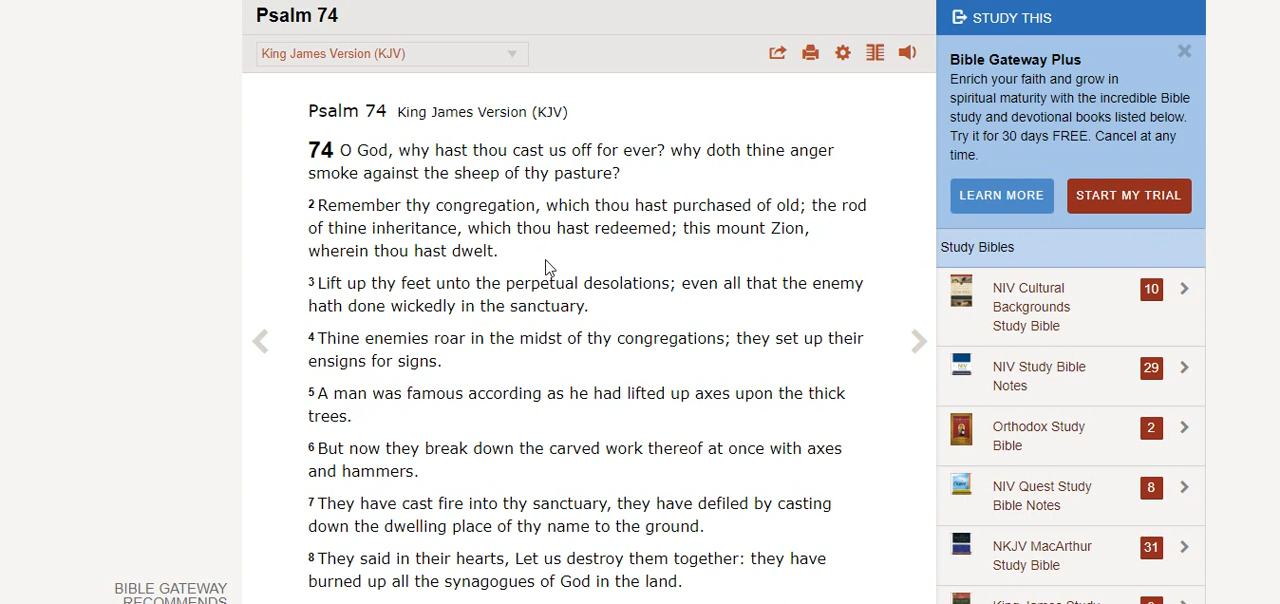 Psalm 74
King James Version (KJV)
Psalm 74 King James Version (KJV)
74 O God, why hast thou cast us off for ever? why doth thine anger
smoke against the sheep of thy pasture?
2 Remember thy congregation, which thou hast purchased of old; the rod
of thine inheritance, which thou hast redeemed; this mount Zion,
wherein thou hast dwelt.
3 Lift up thy feet unto the perpetual desolations; even all that the enemy
hath done wickedly in the sanctuary.
4 Thine enemies roar in the midst of thy congregations; they set up their
ensigns for signs.
5 A man was famous according as he had lifted up axes upon the thick
trees.
6 But now they break down the carved work thereof at once with axes
and hammers.
7 They have cast fire into thy sanctuary, they have defiled by casting
down the dwelling place of thy name to the ground.
8 They said in their hearts, Let us destroy them together: they have
burned up all the synagogues of God in the land.
BIBLE GATEWAY
RECOMMENDS
STUDY THIS
Bible Gateway Plus
Enrich your faith and grow in
spiritual maturity with the incredible Bible
study and devotional books listed below.
Try it for 30 days FREE. Cancel at any
time.
LEARN MORE
START MY TRIAL
Study Bibles
NIV Cultural 10
Backgrounds
Study Bible
NIV Study Bible 29
Notes
Orthodox Study 2
Bible
NIV Quest Study 8
Bible Notes
NKJV MacArthur 31
Study Bible
King James Study